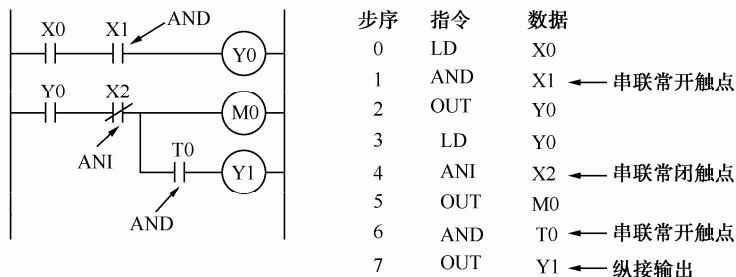 AND
X0 X1
Y0
Y0 X2
M0
ANI
T0
Y1
AND
步序 指令 数据
0 LD X0
1 AND X1 串联常开触点
2 OUT Y0
3 LD Y0
4 ANI X2 串联常闭触点
5 OUT M0
6 AND T0 串联常开触点
7 OUT Y1 纵接输出